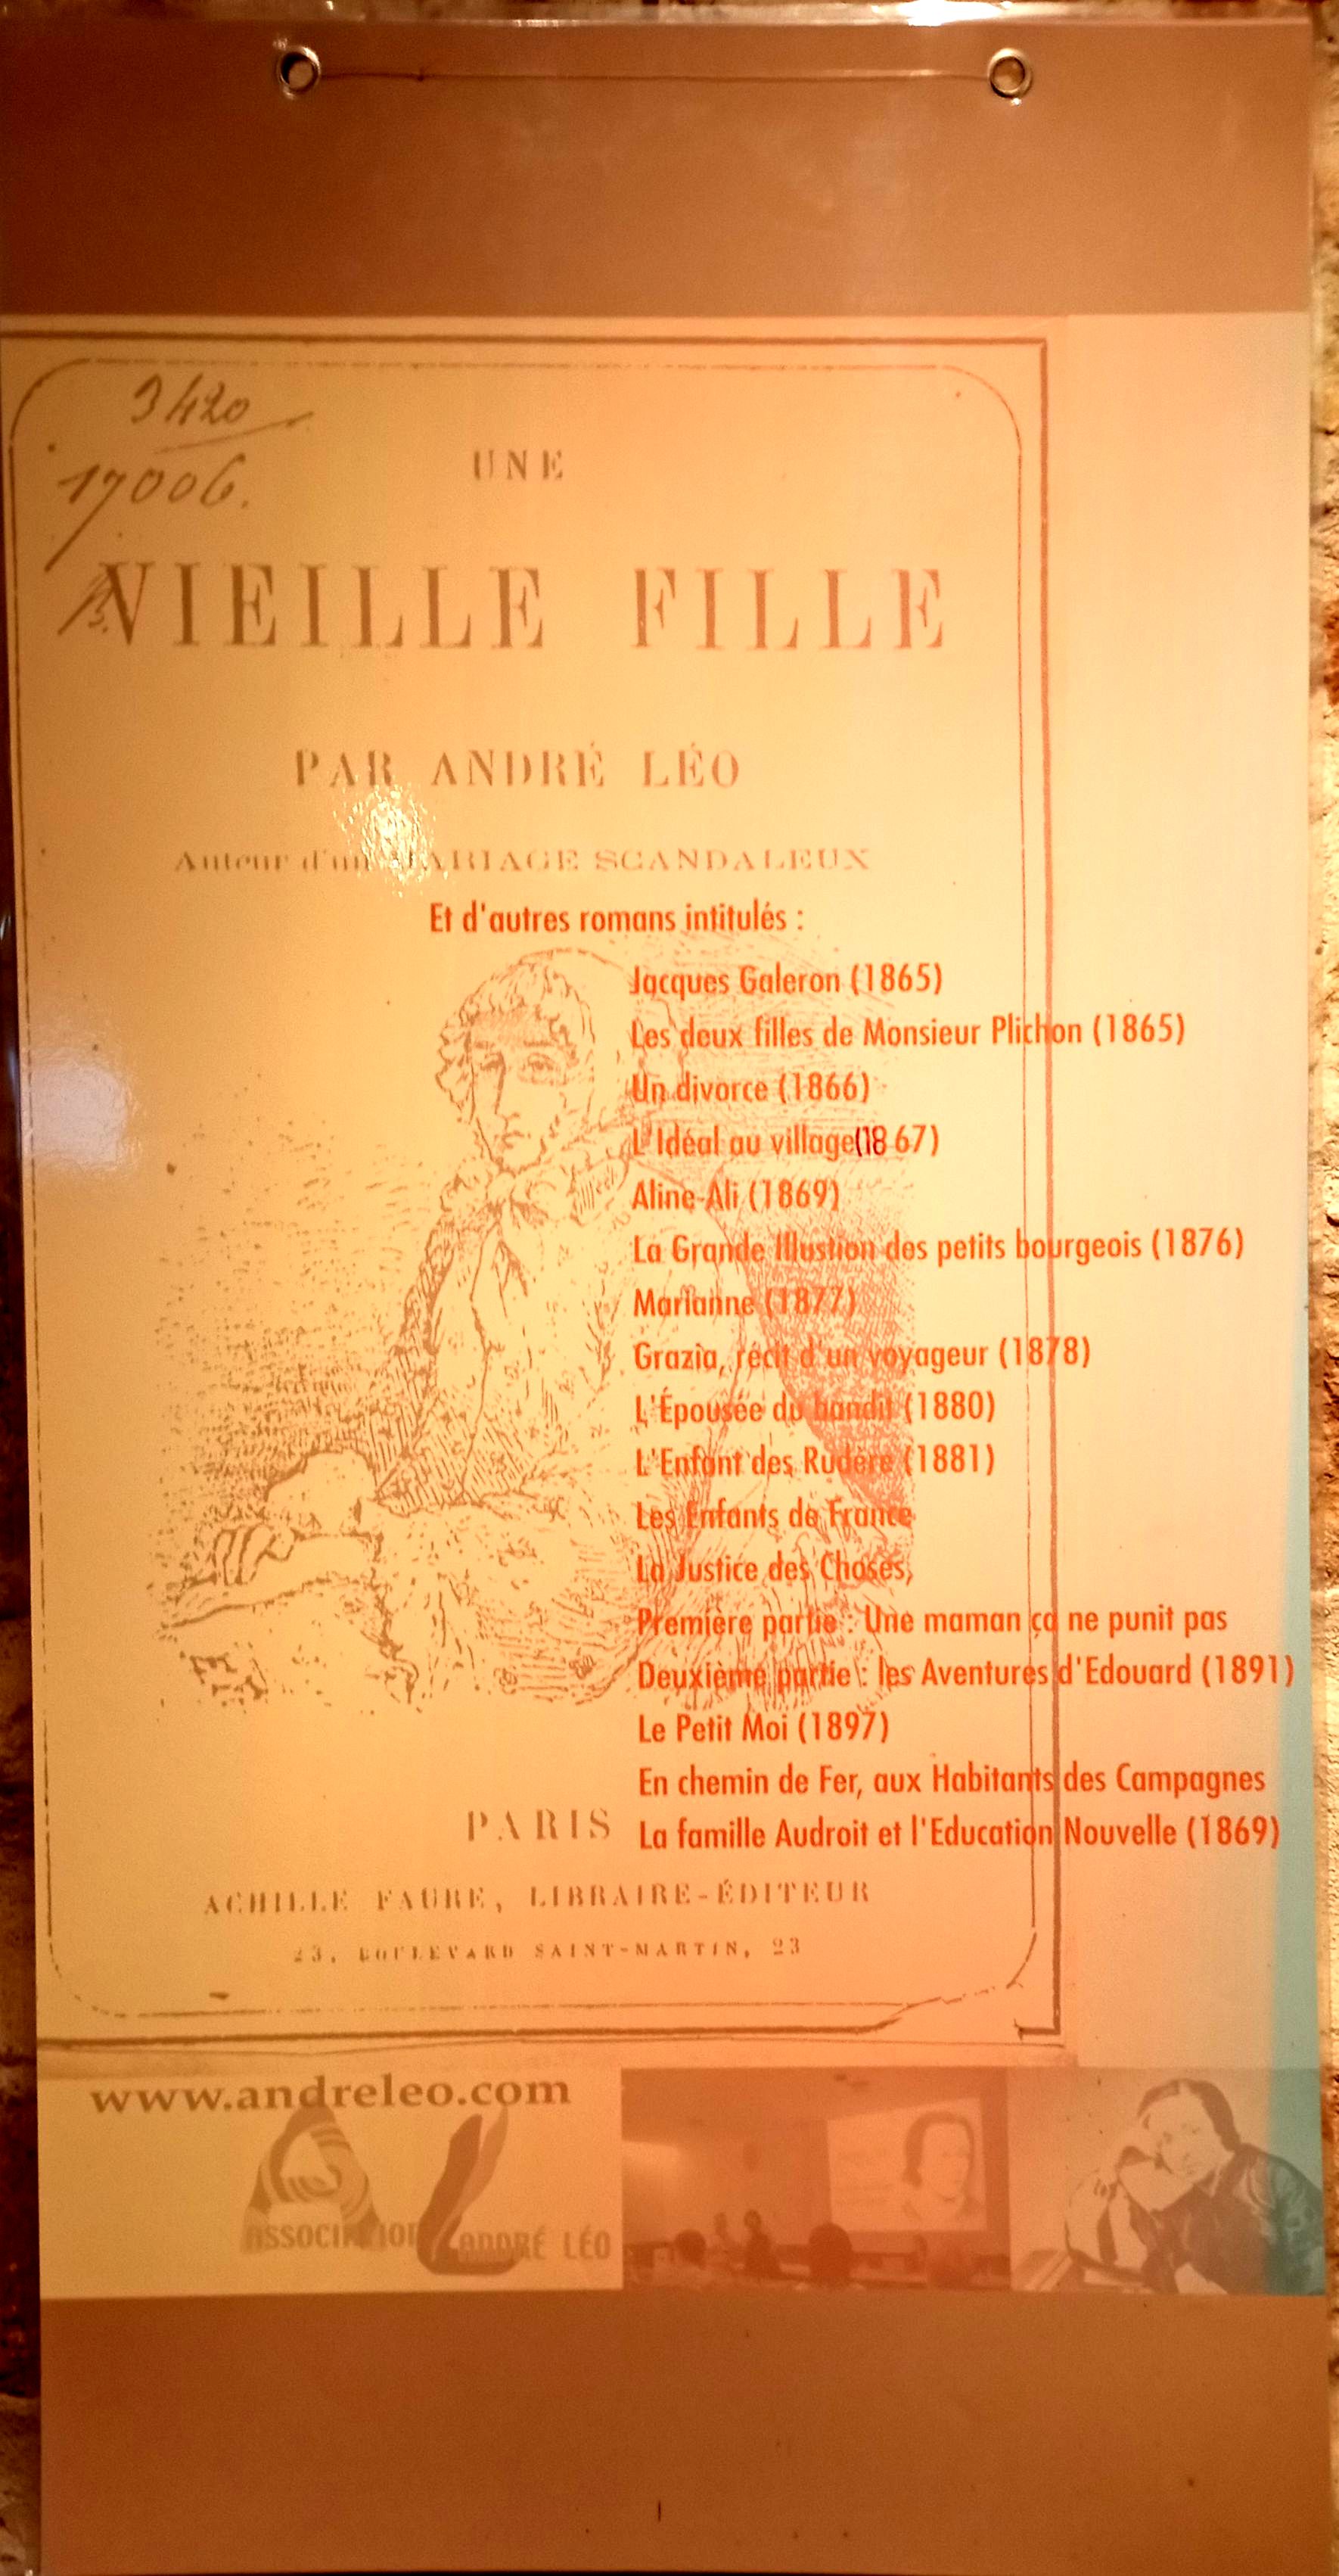 3420
17006.
UNE
VIEILLE FILLE
PAR ANDRÉ LÉO
Auteur d'un MARIAGE SCANDALEUX
Et d'autres romans intitulés :
Jacques Galeron (1865)
Les deux filles de Monsieur Plichon (1865)
Un divorce (1866)
L'Idéal au village(18 67)
Aline-Ali (1869)
La Grande Illustion des petits bourgeois (1876)
Marianne (1877)
Grazia, récit d'un voyageur (1878)
L'Épousée du bandit (1880)
L'Enfant des Rudère (1881)
Les Enfants de France
La Justice des Choses,
Première partie : Une maman ça ne punit pas
Deuxième partie : les Aventures d'Edouard (1891)
Le Petit Moi (1897)
En chemin de Fer, aux Habitants des Campagnes
La famille Audroit et l'Education Nouvelle (1869)
PARIS
ACHILLE FAURE, LIBRAIRE-ÉDITEUR
23, BOULEVARD SAINT-MARTIN, 23
www.andreleo.com
ASSOCIATION ANDRÉ LÉO